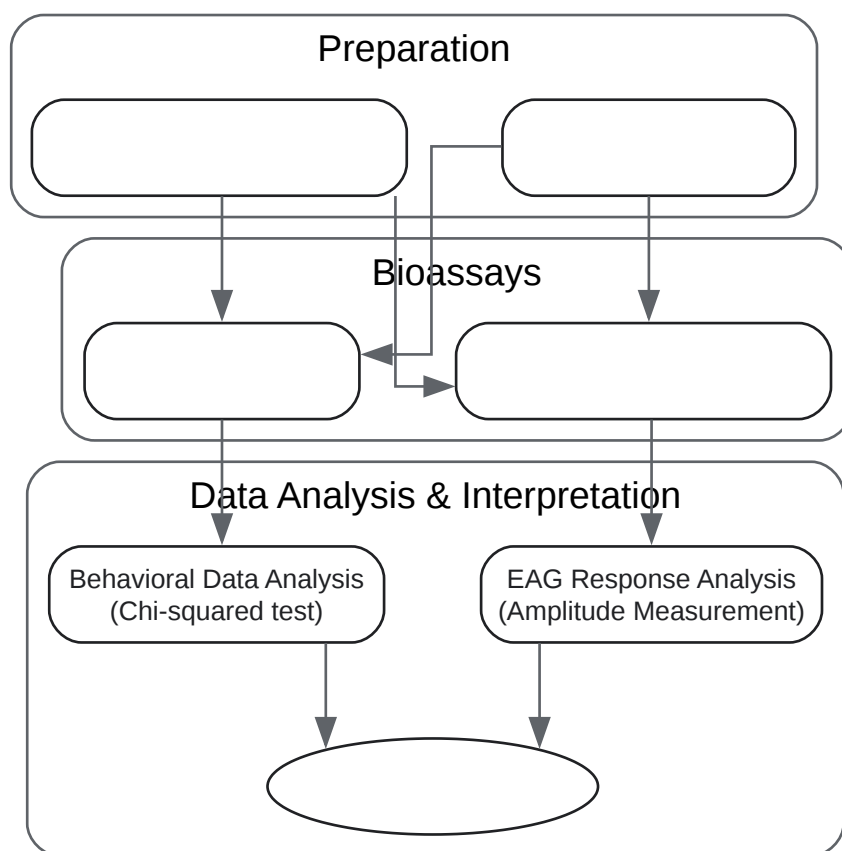 Preparation
Bioassays
Data Analysis & Interpretation
Behavioral Data Analysis
(Chi-squared test)
EAG Response Analysis
(Amplitude Measurement)